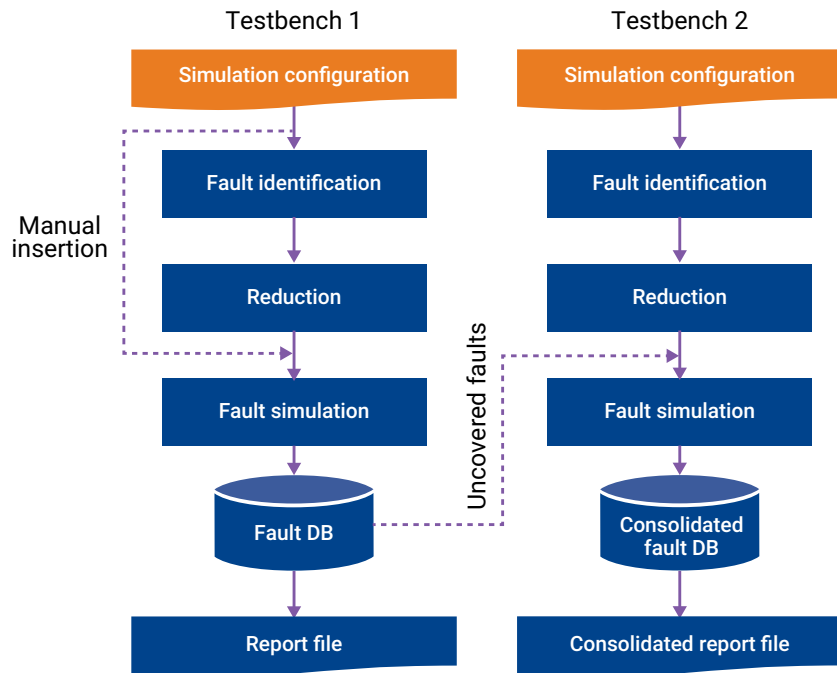 Testbench 1
Simulation configuration
Fault identification
Manual
insertion
Reduction
Fault simulation
Fault DB
Report file
Uncovered faults
Testbench 2
Simulation configuration
Fault identification
Reduction
Fault simulation
Consolidated
fault DB
Consolidated report file